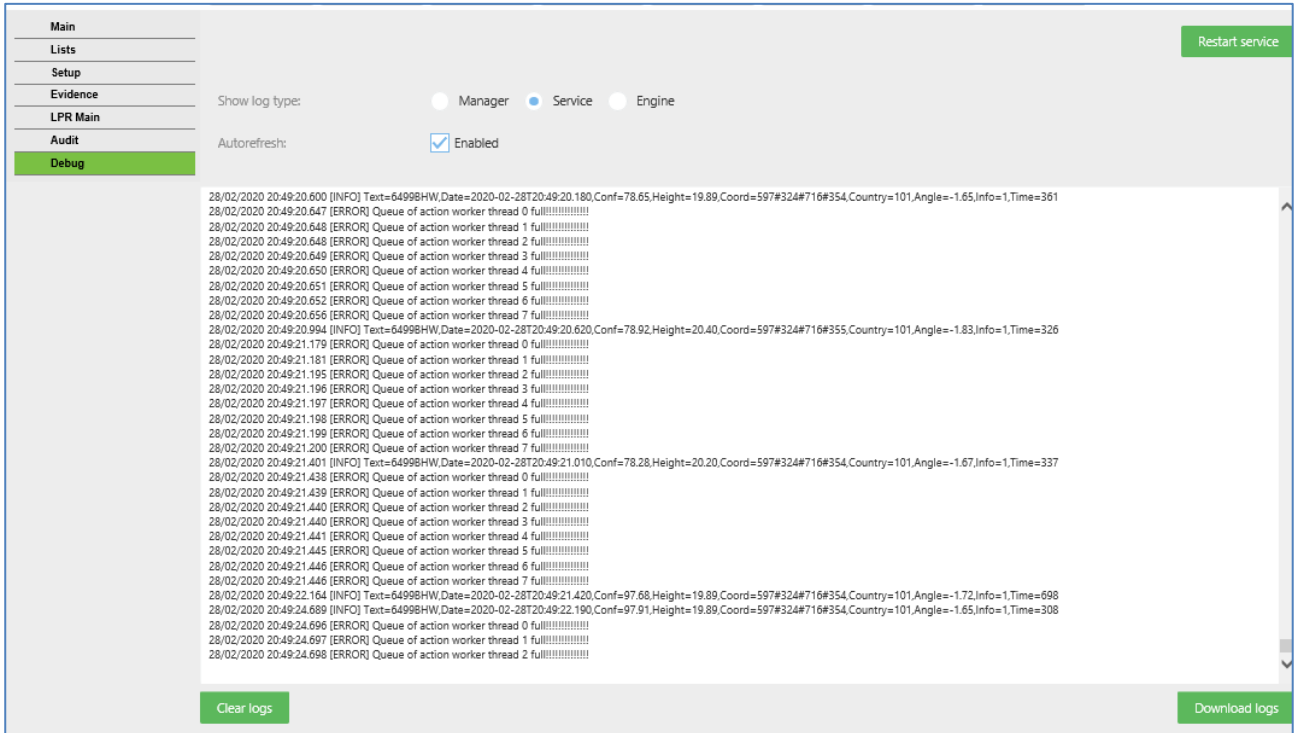 Main
Lists
Setup
Evidence
LPR Main
Audit
Debug
Restart service
Show log type: Manager Service Engine
Autorefresh: Enabled
28/02/2020 20:49:20.600 [INFO] Text=6499BHW,Date=2020-02-28T20:49:20.180,Conf=78.65,Height=19.89,Coord=597#324#716#354,Country=101,Angle=-1.65,Info=1,Time=361
28/02/2020 20:49:20.647 [ERROR] Queue of action worker thread 0 full!!!!!!!!!!!!!!
28/02/2020 20:49:20.648 [ERROR] Queue of action worker thread 1 full!!!!!!!!!!!!!!
28/02/2020 20:49:20.648 [ERROR] Queue of action worker thread 2 full!!!!!!!!!!!!!!
28/02/2020 20:49:20.649 [ERROR] Queue of action worker thread 3 full!!!!!!!!!!!!!!
28/02/2020 20:49:20.650 [ERROR] Queue of action worker thread 4 full!!!!!!!!!!!!!!
28/02/2020 20:49:20.651 [ERROR] Queue of action worker thread 5 full!!!!!!!!!!!!!!
28/02/2020 20:49:20.652 [ERROR] Queue of action worker thread 6 full!!!!!!!!!!!!!!
28/02/2020 20:49:20.656 [ERROR] Queue of action worker thread 7 full!!!!!!!!!!!!!!
28/02/2020 20:49:20.994 [INFO] Text=6499BHW,Date=2020-02-28T20:49:20.620,Conf=78.92,Height=20.40,Coord=597#324#716#355,Country=101,Angle=-1.83,Info=1,Time=326
28/02/2020 20:49:21.179 [ERROR] Queue of action worker thread 0 full!!!!!!!!!!!!!!
28/02/2020 20:49:21.181 [ERROR] Queue of action worker thread 1 full!!!!!!!!!!!!!!
28/02/2020 20:49:21.195 [ERROR] Queue of action worker thread 2 full!!!!!!!!!!!!!!
28/02/2020 20:49:21.196 [ERROR] Queue of action worker thread 3 full!!!!!!!!!!!!!!
28/02/2020 20:49:21.197 [ERROR] Queue of action worker thread 4 full!!!!!!!!!!!!!!
28/02/2020 20:49:21.198 [ERROR] Queue of action worker thread 5 full!!!!!!!!!!!!!!
28/02/2020 20:49:21.199 [ERROR] Queue of action worker thread 6 full!!!!!!!!!!!!!!
28/02/2020 20:49:21.200 [ERROR] Queue of action worker thread 7 full!!!!!!!!!!!!!!
28/02/2020 20:49:21.401 [INFO] Text=6499BHW,Date=2020-02-28T20:49:21.010,Conf=78.28,Height=20.20,Coord=597#324#716#354,Country=101,Angle=-1.67,Info=1,Time=337
28/02/2020 20:49:21.438 [ERROR] Queue of action worker thread 0 full!!!!!!!!!!!!!!
28/02/2020 20:49:21.439 [ERROR] Queue of action worker thread 1 full!!!!!!!!!!!!!!
28/02/2020 20:49:21.440 [ERROR] Queue of action worker thread 2 full!!!!!!!!!!!!!!
28/02/2020 20:49:21.440 [ERROR] Queue of action worker thread 3 full!!!!!!!!!!!!!!
28/02/2020 20:49:21.441 [ERROR] Queue of action worker thread 4 full!!!!!!!!!!!!!!
28/02/2020 20:49:21.445 [ERROR] Queue of action worker thread 5 full!!!!!!!!!!!!!!
28/02/2020 20:49:21.446 [ERROR] Queue of action worker thread 6 full!!!!!!!!!!!!!!
28/02/2020 20:49:21.446 [ERROR] Queue of action worker thread 7 full!!!!!!!!!!!!!!
28/02/2020 20:49:22.164 [INFO] Text=6499BHW,Date=2020-02-28T20:49:21.420,Conf=97.68,Height=19.89,Coord=597#324#716#354,Country=101,Angle=-1.72,Info=1,Time=698
28/02/2020 20:49:24.689 [INFO] Text=6499BHW,Date=2020-02-28T20:49:22.190,Conf=97.91,Height=19.89,Coord=597#324#716#354,Country=101,Angle=-1.65,Info=1,Time=308
28/02/2020 20:49:24.696 [ERROR] Queue of action worker thread 0 full!!!!!!!!!!!!!!
28/02/2020 20:49:24.697 [ERROR] Queue of action worker thread 1 full!!!!!!!!!!!!!!
28/02/2020 20:49:24.698 [ERROR] Queue of action worker thread 2 full!!!!!!!!!!!!!!
Clear logs
Download logs